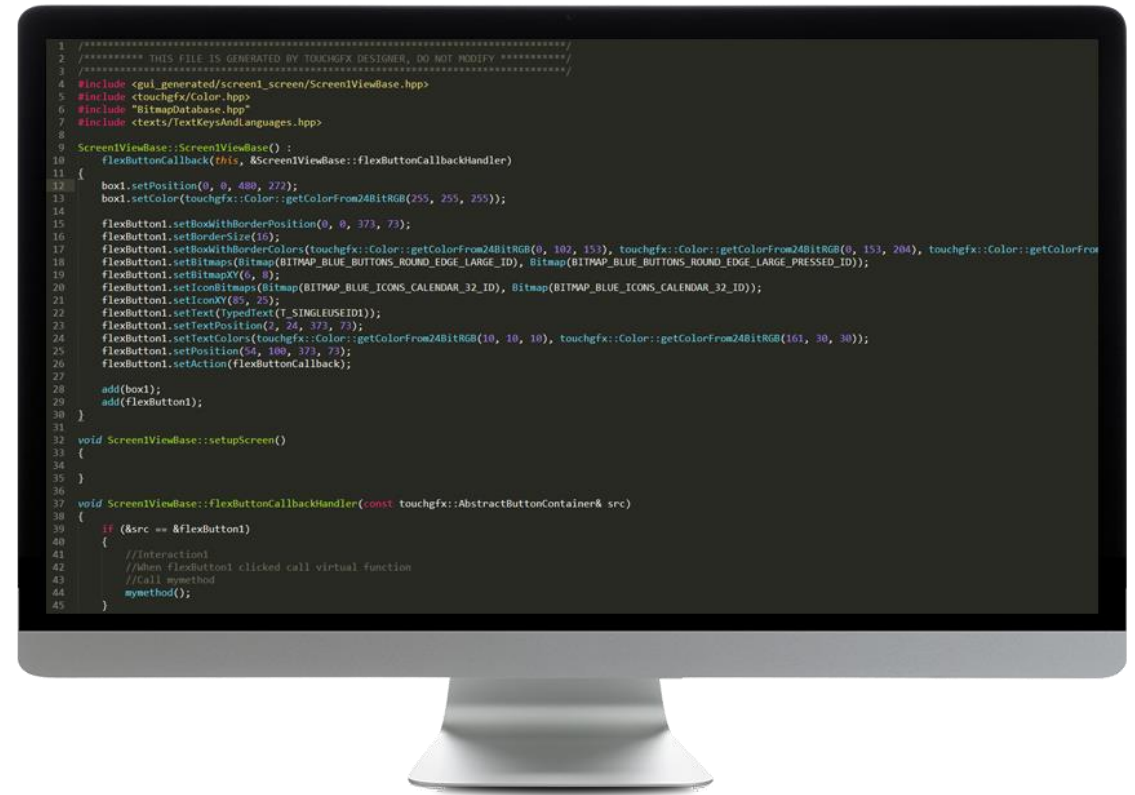 1 /*****************************************************************************/
2 /********** THIS FILE IS GENERATED BY TOUCHGFX DESIGNER, DO NOT MODIFY ***********/
3 /*****************************************************************************/
4 #include <gui_generated/screen1_screen/Screen1ViewBase.hpp>
5 #include <touchgfx/Color.hpp>
6 #include "BitmapDatabase.hpp"
7 #include <texts/TextKeysAndLanguages.hpp>
8
9 Screen1ViewBase::Screen1ViewBase() :
10     flexButtonCallback(this, &Screen1ViewBase::flexButtonCallbackHandler)
11 {
12     box1.setPosition(0, 0, 480, 272);
13     box1.setColor(touchgfx::Color::getColorFrom24BitRGB(255, 255, 255));
14
15     flexButton1.setBoxWithBorderPosition(0, 0, 373, 73);
16     flexButton1.setBorderSize(16);
17     flexButton1.setBoxWithBorderColors(touchgfx::Color::getColorFrom24BitRGB(0, 102, 153), touchgfx::Color::getColorFrom24BitRGB(0, 153, 204), touchgfx::Color::getColorFro
18     flexButton1.setBitmaps(Bitmap(BITMAP_BLUE_BUTTONS_ROUND_EDGE_LARGE_ID), Bitmap(BITMAP_BLUE_BUTTONS_ROUND_EDGE_LARGE_PRESSED_ID));
19     flexButton1.setBitmapXY(6, 8);
20     flexButton1.setIconBitmaps(Bitmap(BITMAP_BLUE_ICONS_CALENDAR_32_ID), Bitmap(BITMAP_BLUE_ICONS_CALENDAR_32_ID));
21     flexButton1.setIconXY(85, 25);
22     flexButton1.setText(TypedText(T_SINGLEUSEID1));
23     flexButton1.setTextPosition(2, 24, 373, 73);
24     flexButton1.setTextColors(touchgfx::Color::getColorFrom24BitRGB(10, 10, 10), touchgfx::Color::getColorFrom24BitRGB(161, 30, 30));
25     flexButton1.setPosition(54, 100, 373, 73);
26     flexButton1.setAction(flexButtonCallback);
27
28     add(box1);
29     add(flexButton1);
30 }
31
32 void Screen1ViewBase::setupScreen()
33 {
34
35 }
36
37 void Screen1ViewBase::flexButtonCallbackHandler(const touchgfx::AbstractButtonContainer& src)
38 {
39     if (&src == &flexButton1)
40     {
41         //Interaction1
42         //When flexButton1 clicked call virtual function
43         //Call mymethod
44         mymethod();
45     }